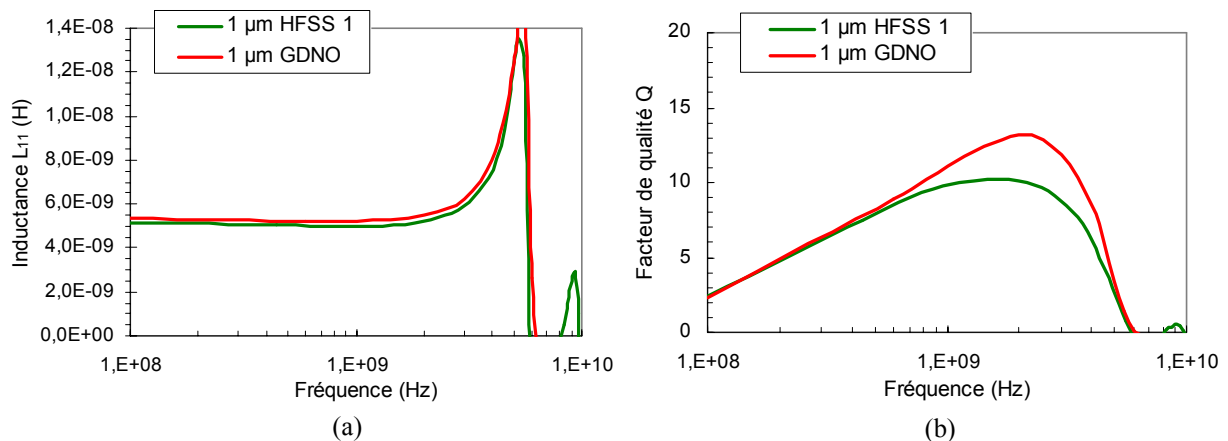 1 µm HFSS 1
1 µm GDNO
1,4E-08
1,2E-08
1,0E-08
8,0E-09
6,0E-09
4,0E-09
2,0E-09
0,0E+00
Inductance L₁₁ (H)
1,E+08
1,E+09
1,E+10
Fréquence (Hz)
(a)
1 µm HFSS 1
1 µm GDNO
20
15
10
5
0
Facteur de qualité Q
1,E+08
1,E+09
1,E+10
Fréquence (Hz)
(b)